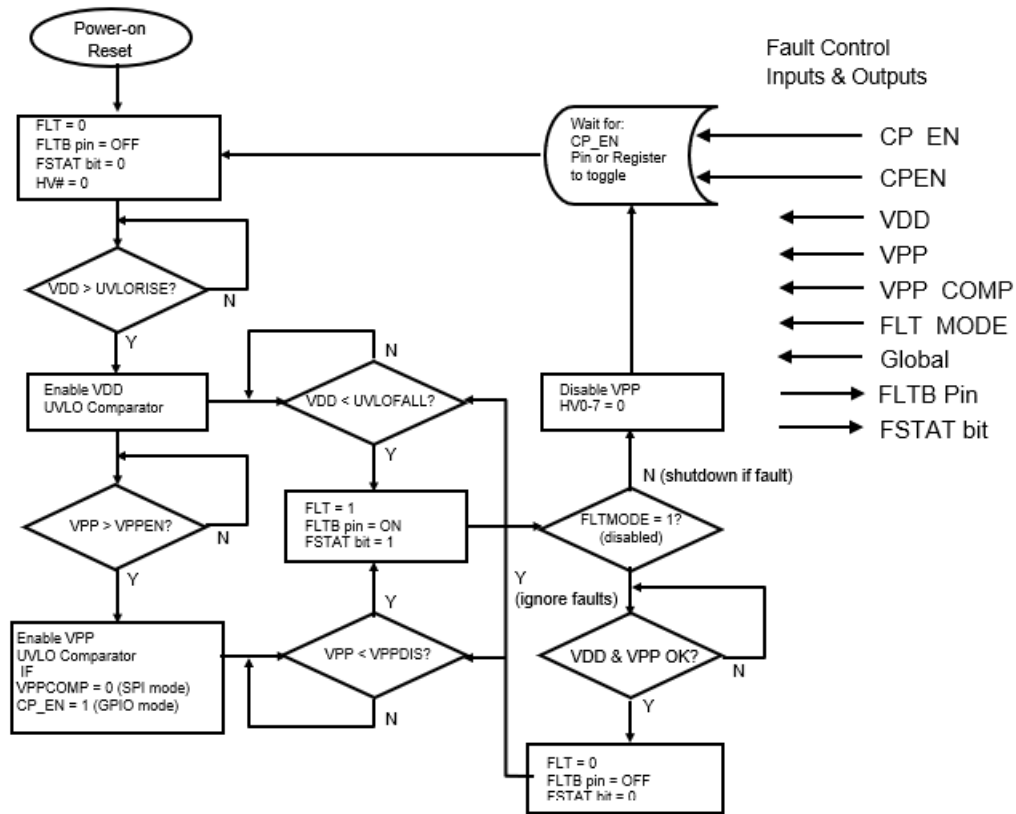 Power-on
Reset
FLT = 0
FLTB pin = OFF
FSTAT bit = 0
HV# = 0
VDD > UVLORISE?
N
Y
Enable VDD
UVLO Comparator
VPP > VPPEN?
N
Y
Enable VPP
UVLO Comparator
IF
VPPCOMP = 0 (SPI mode)
CP_EN = 1 (GPIO mode)
N
VDD < UVLOFALL?
Y
FLT = 1
FLTB pin = ON
FSTAT bit = 1
Y
VPP < VPPDIS?
N
Wait for:
CP_EN
Pin or Register
to toggle
Disable VPP
HV0-7 = 0
N (shutdown if fault)
FLTMODE = 1?
(disabled)
Y
(ignore faults)
VDD & VPP OK?
N
Y
FLT = 0
FLTB pin = OFF
FSTAT bit = 0
Fault Control
Inputs & Outputs
CP EN
CPEN
VDD
VPP
VPP COMP
FLT MODE
Global
FLTB Pin
FSTAT bit